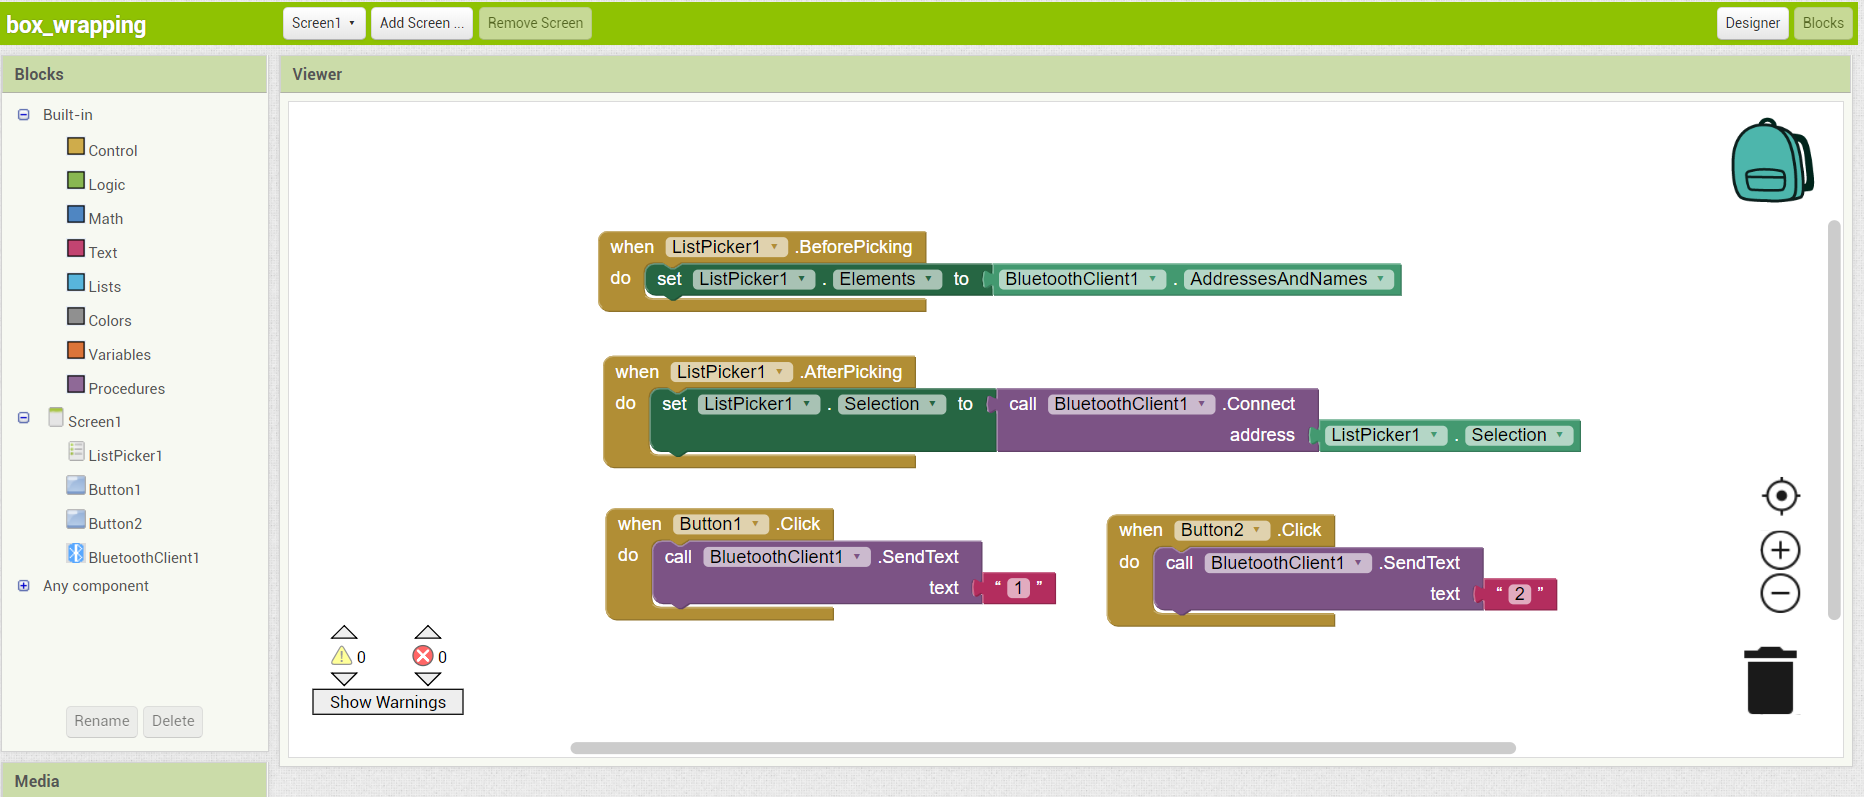 box_wrapping
Screen1 Add Screen ... Remove Screen
Designer Blocks
Blocks
Built-in
Control
Logic
Math
Text
Lists
Colors
Variables
Procedures
Screen1
ListPicker1
Button1
Button2
BluetoothClient1
Any component
Rename Delete
Media
Viewer
when ListPicker1 .BeforePicking
do set ListPicker1 . Elements to BluetoothClient1 . AddressesAndNames
when ListPicker1 .AfterPicking
do set ListPicker1 . Selection to call BluetoothClient1 .Connect
address ListPicker1 . Selection
when Button1 .Click
do call BluetoothClient1 .SendText
text “ 1 ”
when Button2 .Click
do call BluetoothClient1 .SendText
text “ 2 ”
0 0
Show Warnings